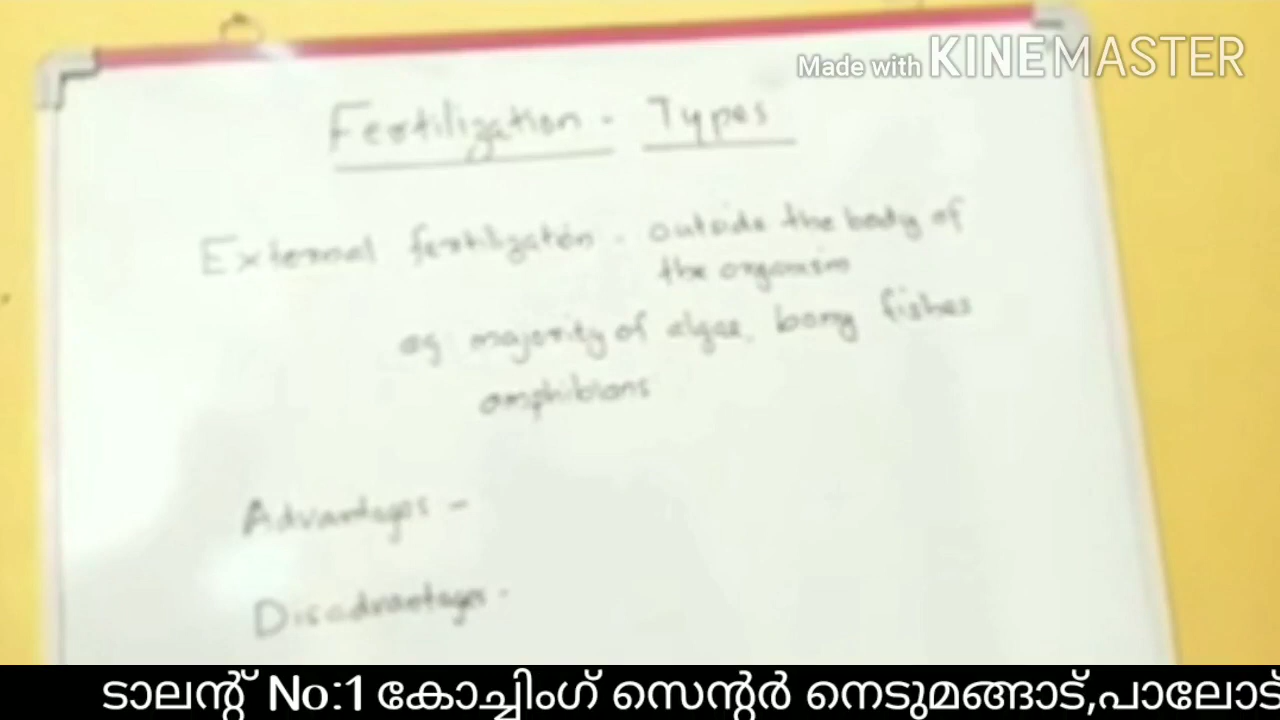 Made with KINEMASTER
Fertilization - Types
External fertilization - outside the body of
the organism
eg: majority of algae, bony fishes
amphibians
Advantages -
Disadvantages -
ടാലന്റ് No:1 കോച്ചിംഗ് സെന്റർ നെടുമങ്ങാട്,പാലോട്